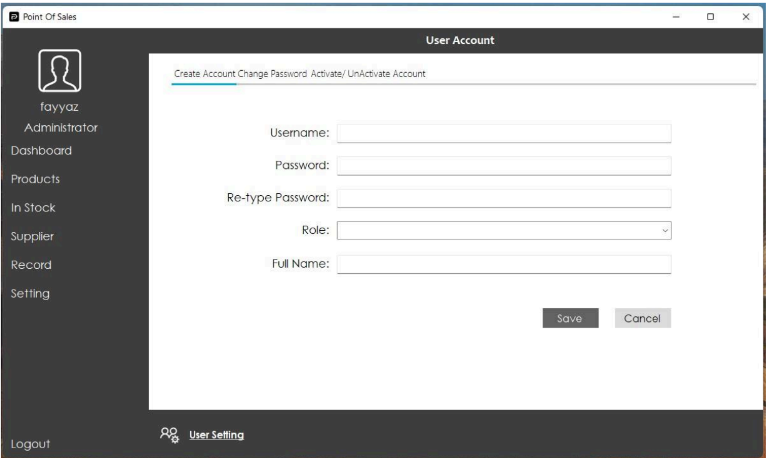 Point Of Sales
User Account
fayyaz
Administrator
Dashboard
Products
In Stock
Supplier
Record
Setting
Logout
Create Account Change Password Activate/ UnActivate Account
Username:
Password:
Re-type Password:
Role:
Full Name:
Save Cancel
User Setting